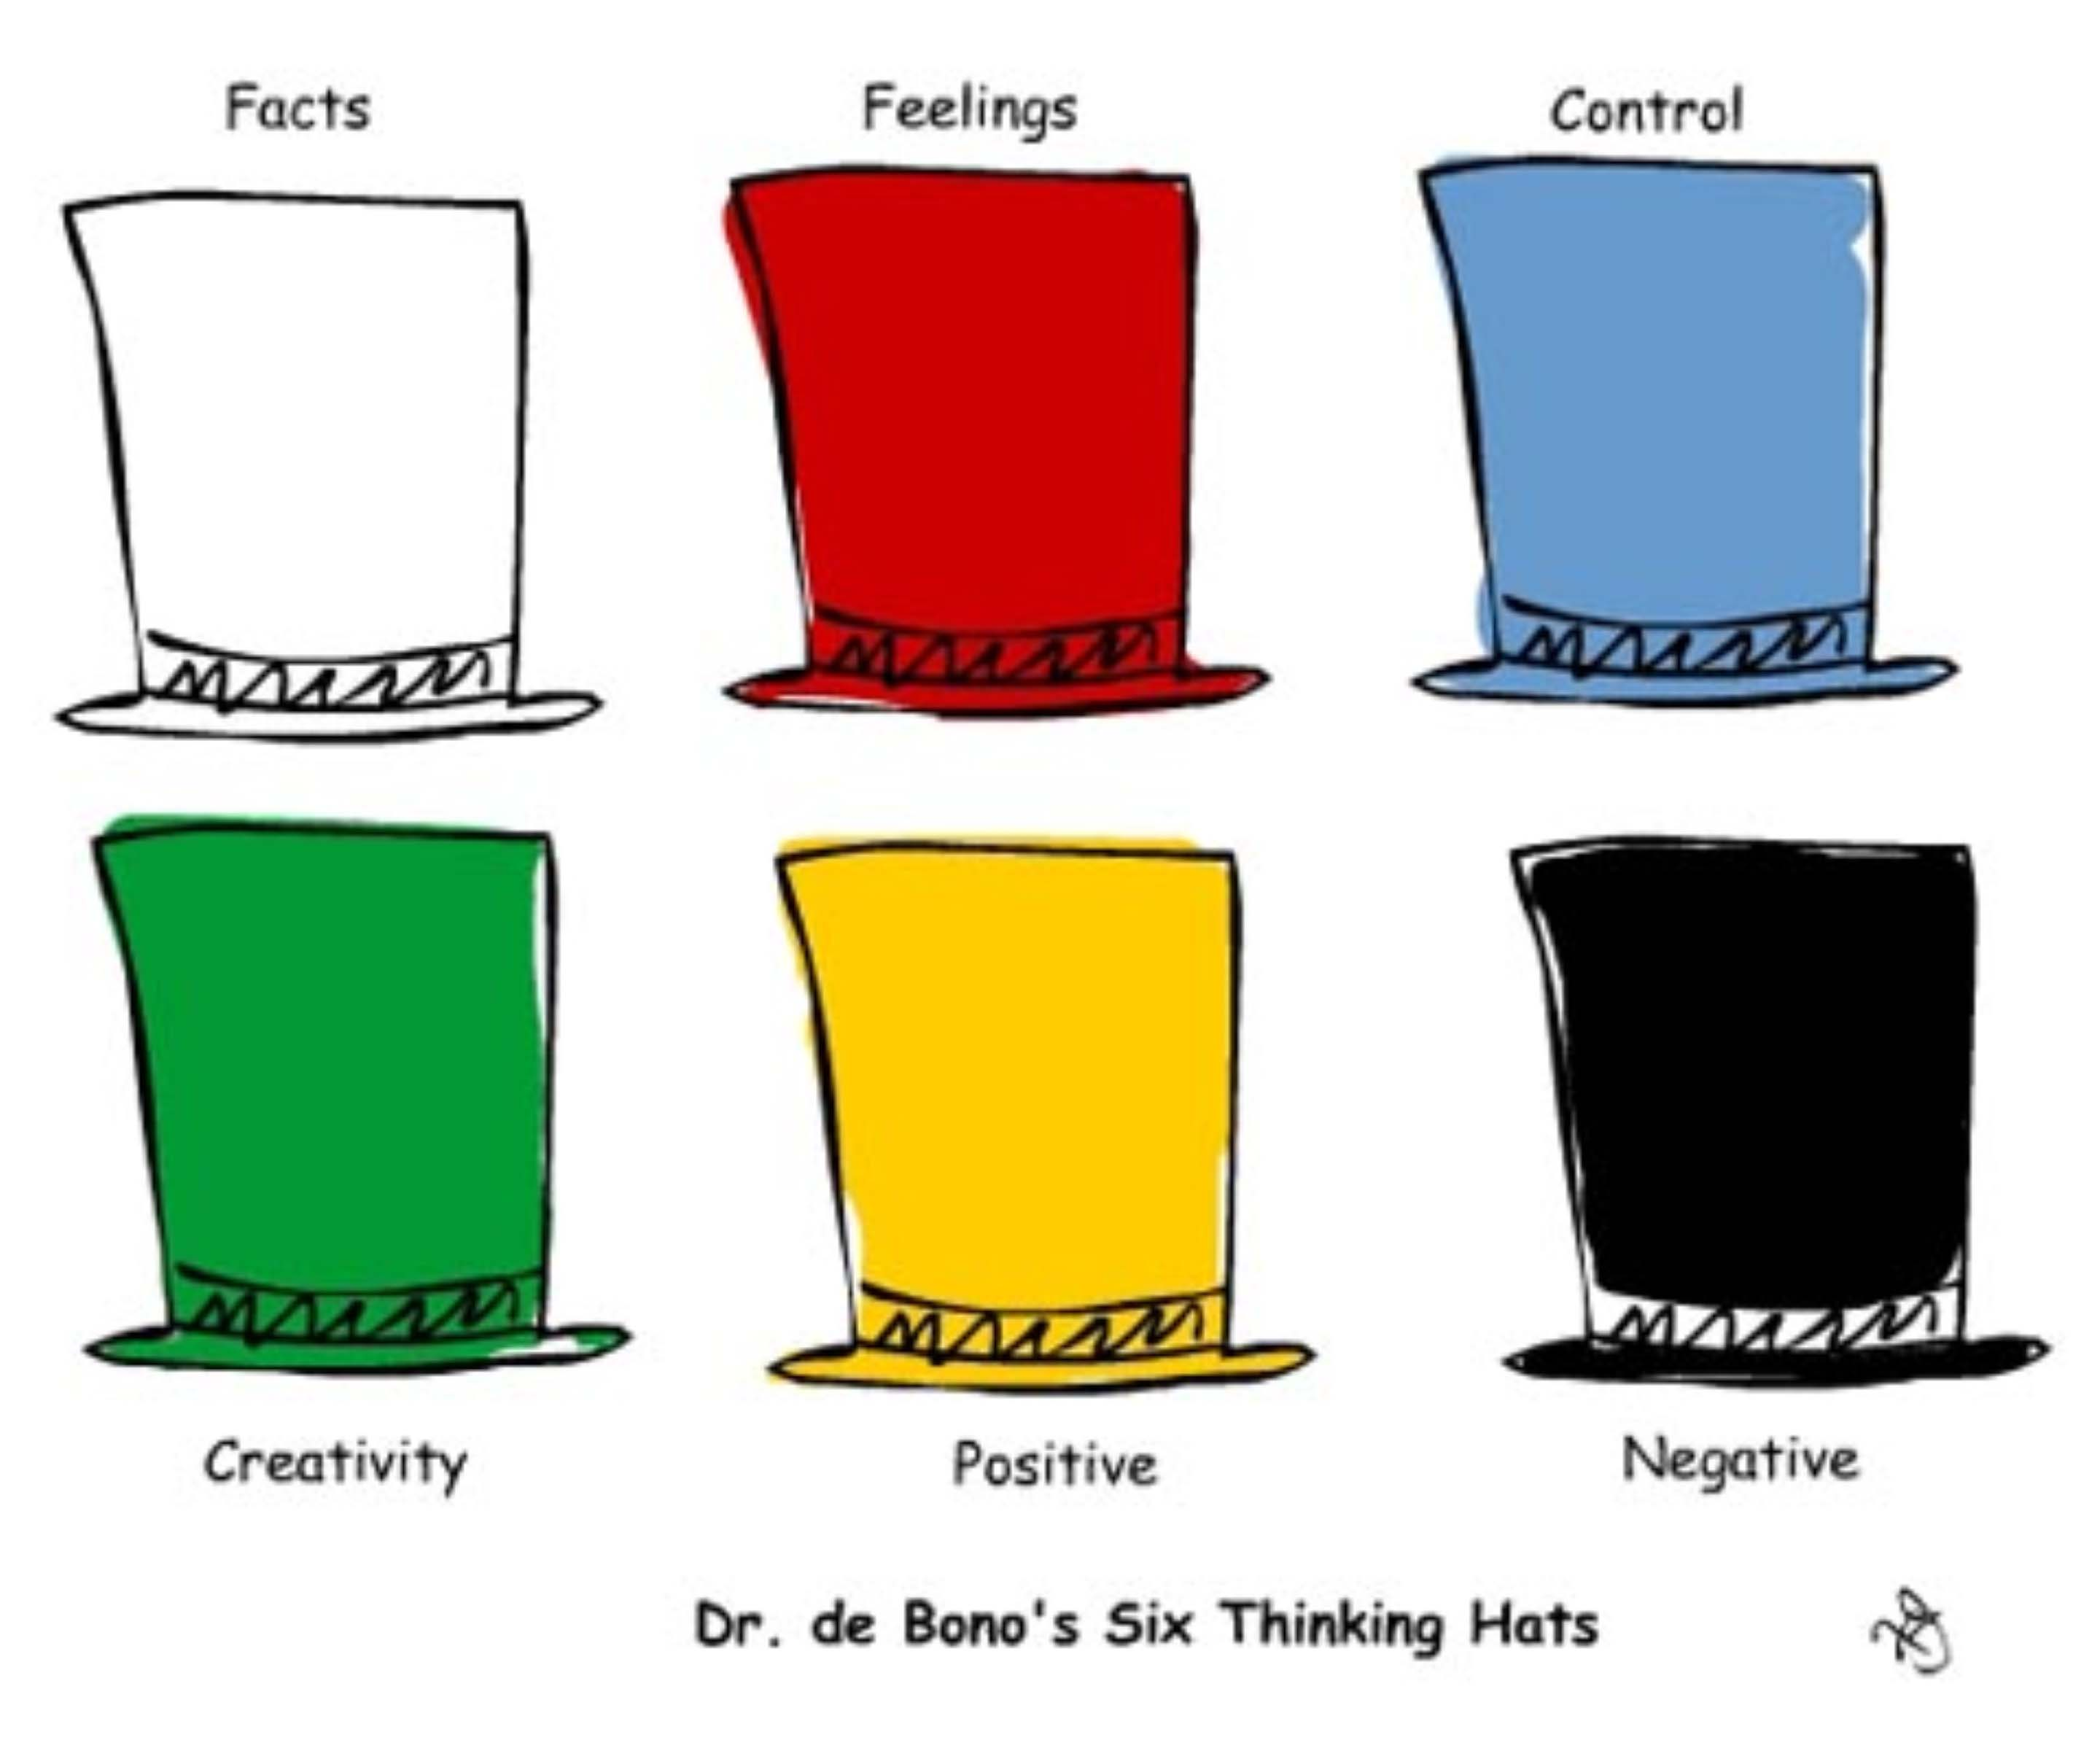 Facts
Feelings
Control
Creativity
Positive
Negative
Dr. de Bono's Six Thinking Hats